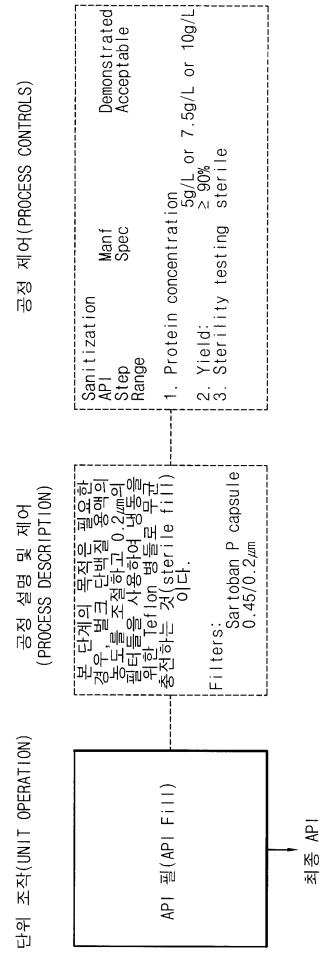 단위 조작(UNIT OPERATION)
API 필(API Fill)
최종 API
공정 설명 및 제어
(PROCESS DESCRIPTION)
본 단계의 목적은 필요한
경우, 벌크 단백질 용액의
농도를 조절하고 0.2㎛의
필터들을 사용하여 냉동을
위한 Teflon 병들로 무균
충전하는 것(sterile fill)
이다.
Filters:
Sartoban P capsule
0.45/0.2㎛
공정 제어(PROCESS CONTROLS)
Sanitization
API Manf Demonstrated
Step Spec Acceptable
Range
1. Protein concentration
5g/L or 7.5g/L or 10g/L
2. Yield: ≥ 90%
3. Sterility testing sterile